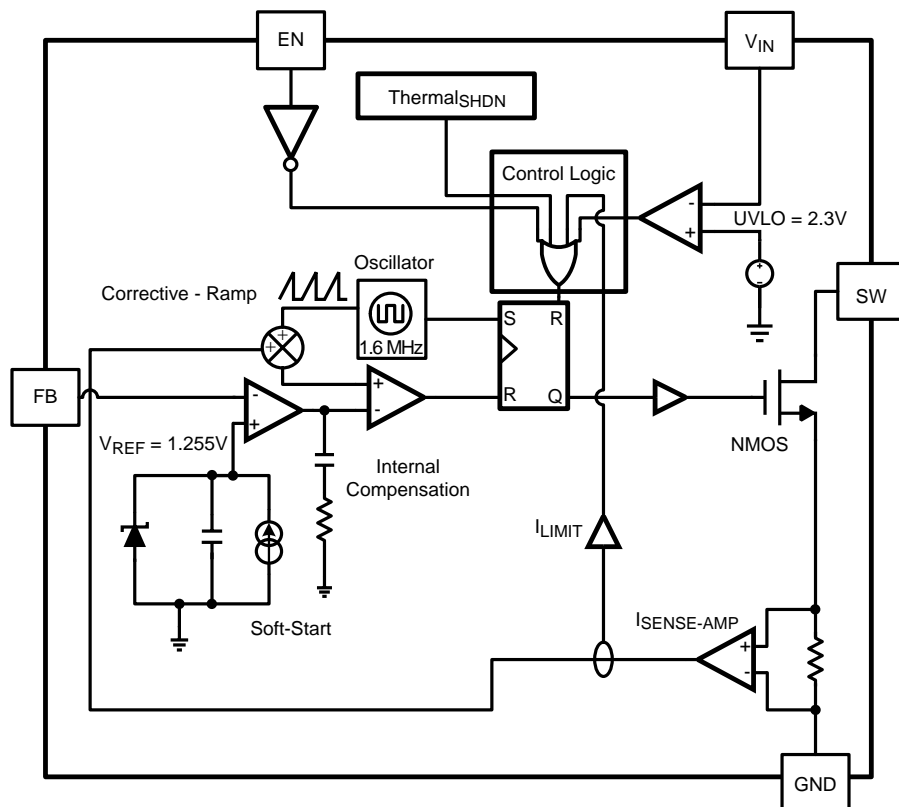 EN
VIN
ThermalSHDN
Control Logic
-
+
UVLO = 2.3V
+
-
Oscillator
Corrective - Ramp
1.6 MHz
+
+
S
R
R
Q
SW
FB
-
+
+
-
VREF = 1.255V
NMOS
Internal
Compensation
ILIMIT
Soft-Start
ISENSE-AMP
+
-
GND